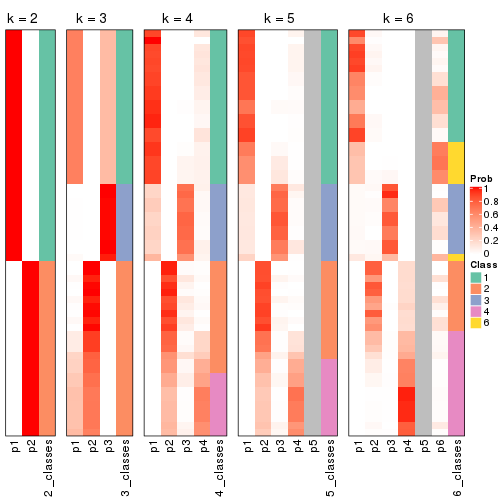 k = 2
k = 3
k = 4
k = 5
k = 6
Prob
1
0.8
0.6
0.4
0.2
0
Class
1
2
3
4
6
p1
p2
2_classes
p1
p2
p3
3_classes
p1
p2
p3
p4
4_classes
p1
p2
p3
p4
p5
5_classes
p1
p2
p3
p4
p5
p6
6_classes